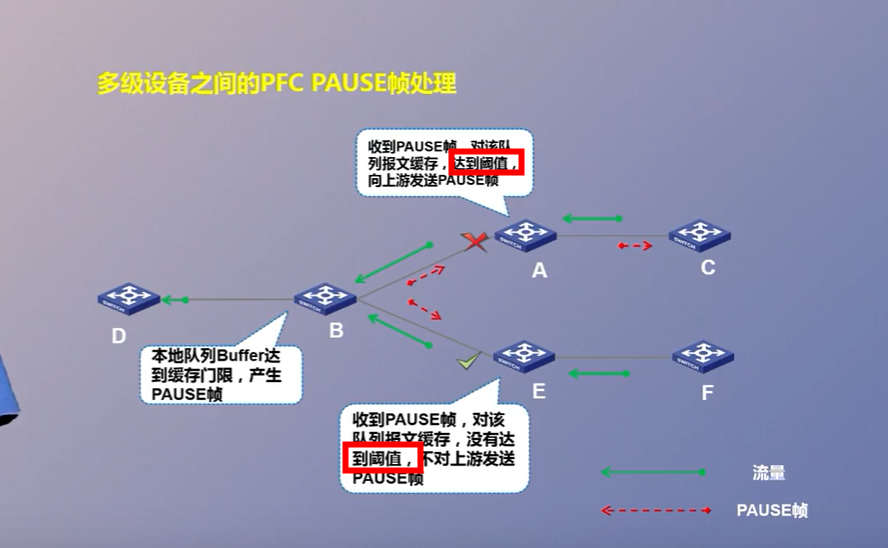 多级设备之间的PFC PAUSE帧处理
收到PAUSE帧，对该队
列报文缓存，达到阈值，
向上游发送PAUSE帧
SWITCH
A
SWITCH
C
SWITCH
D
SWITCH
B
本地队列Buffer达
到缓存门限，产生
PAUSE帧
SWITCH
E
SWITCH
F
收到PAUSE帧，对该
队列报文缓存，没有达
到阈值，不对上游发送
PAUSE帧
流量
PAUSE帧